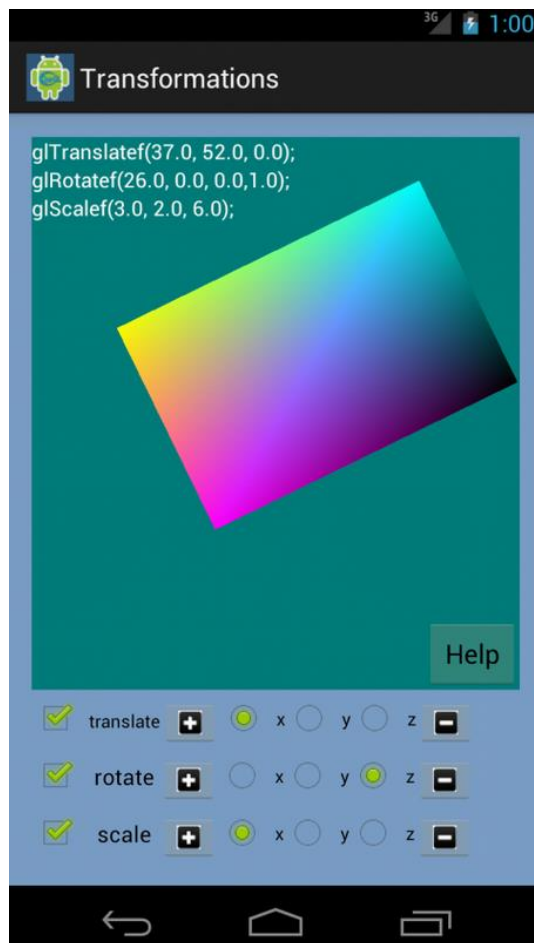 3G 1:00
Transformations
glTranslatef(37.0, 52.0, 0.0);
glRotatef(26.0, 0.0, 0.0,1.0);
glScalef(3.0, 2.0, 6.0);
Help
translate x y z
rotate x y z
scale x y z